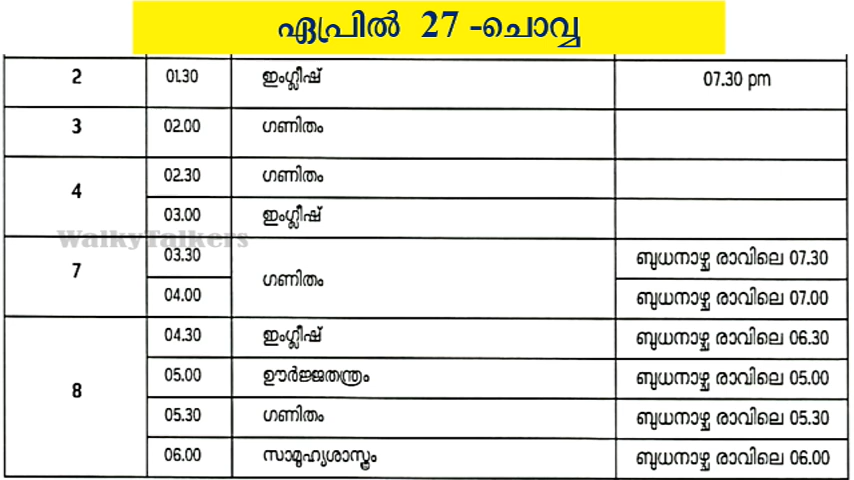 ഏപ്രിൽ 27 -ചൊവ്വ
2 01.30 ഇംഗ്ലീഷ് 07.30 pm
3 02.00 ഗണിതം
4 02.30 ഗണിതം
03.00 ഇംഗ്ലീഷ്
WalkyTalkers
7 03.30 ഗണിതം ബുധനാഴ്ച രാവിലെ 07.30
04.00 ബുധനാഴ്ച രാവിലെ 07.00
8 04.30 ഇംഗ്ലീഷ് ബുധനാഴ്ച രാവിലെ 06.30
05.00 ഊർജ്ജതന്ത്രം ബുധനാഴ്ച രാവിലെ 05.00
05.30 ഗണിതം ബുധനാഴ്ച രാവിലെ 05.30
06.00 സാമൂഹ്യശാസ്ത്രം ബുധനാഴ്ച രാവിലെ 06.00